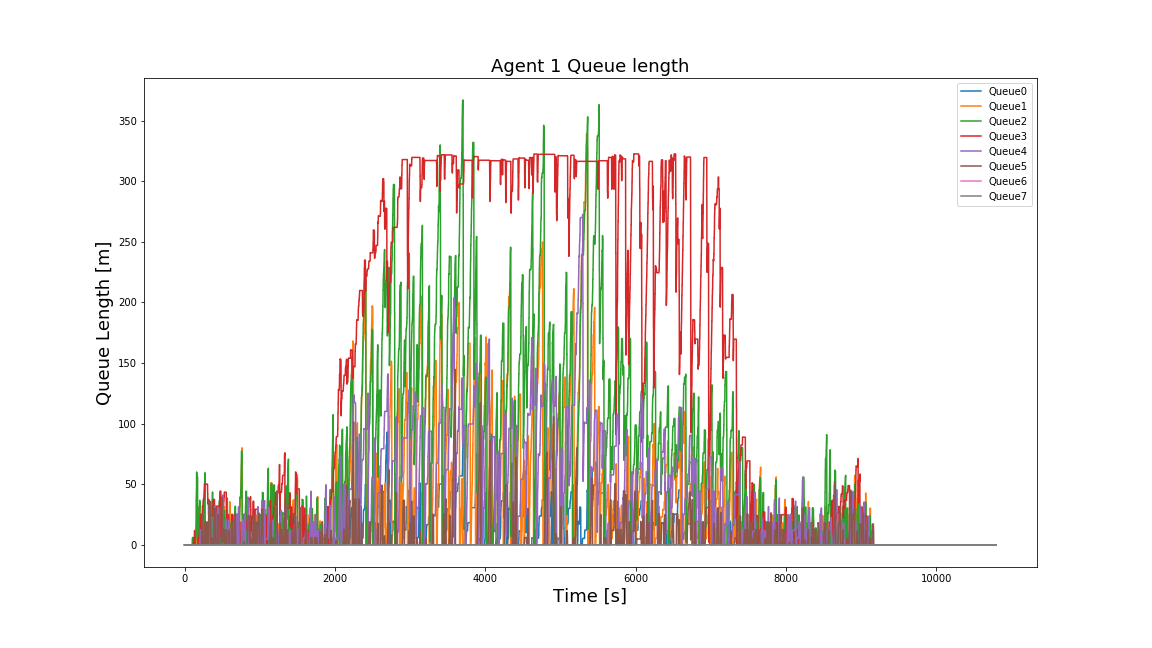 Agent 1 Queue length
Queue Length [m]
350
300
250
200
150
100
50
0
0 2000 4000 6000 8000 10000
Time [s]
Queue0
Queue1
Queue2
Queue3
Queue4
Queue5
Queue6
Queue7